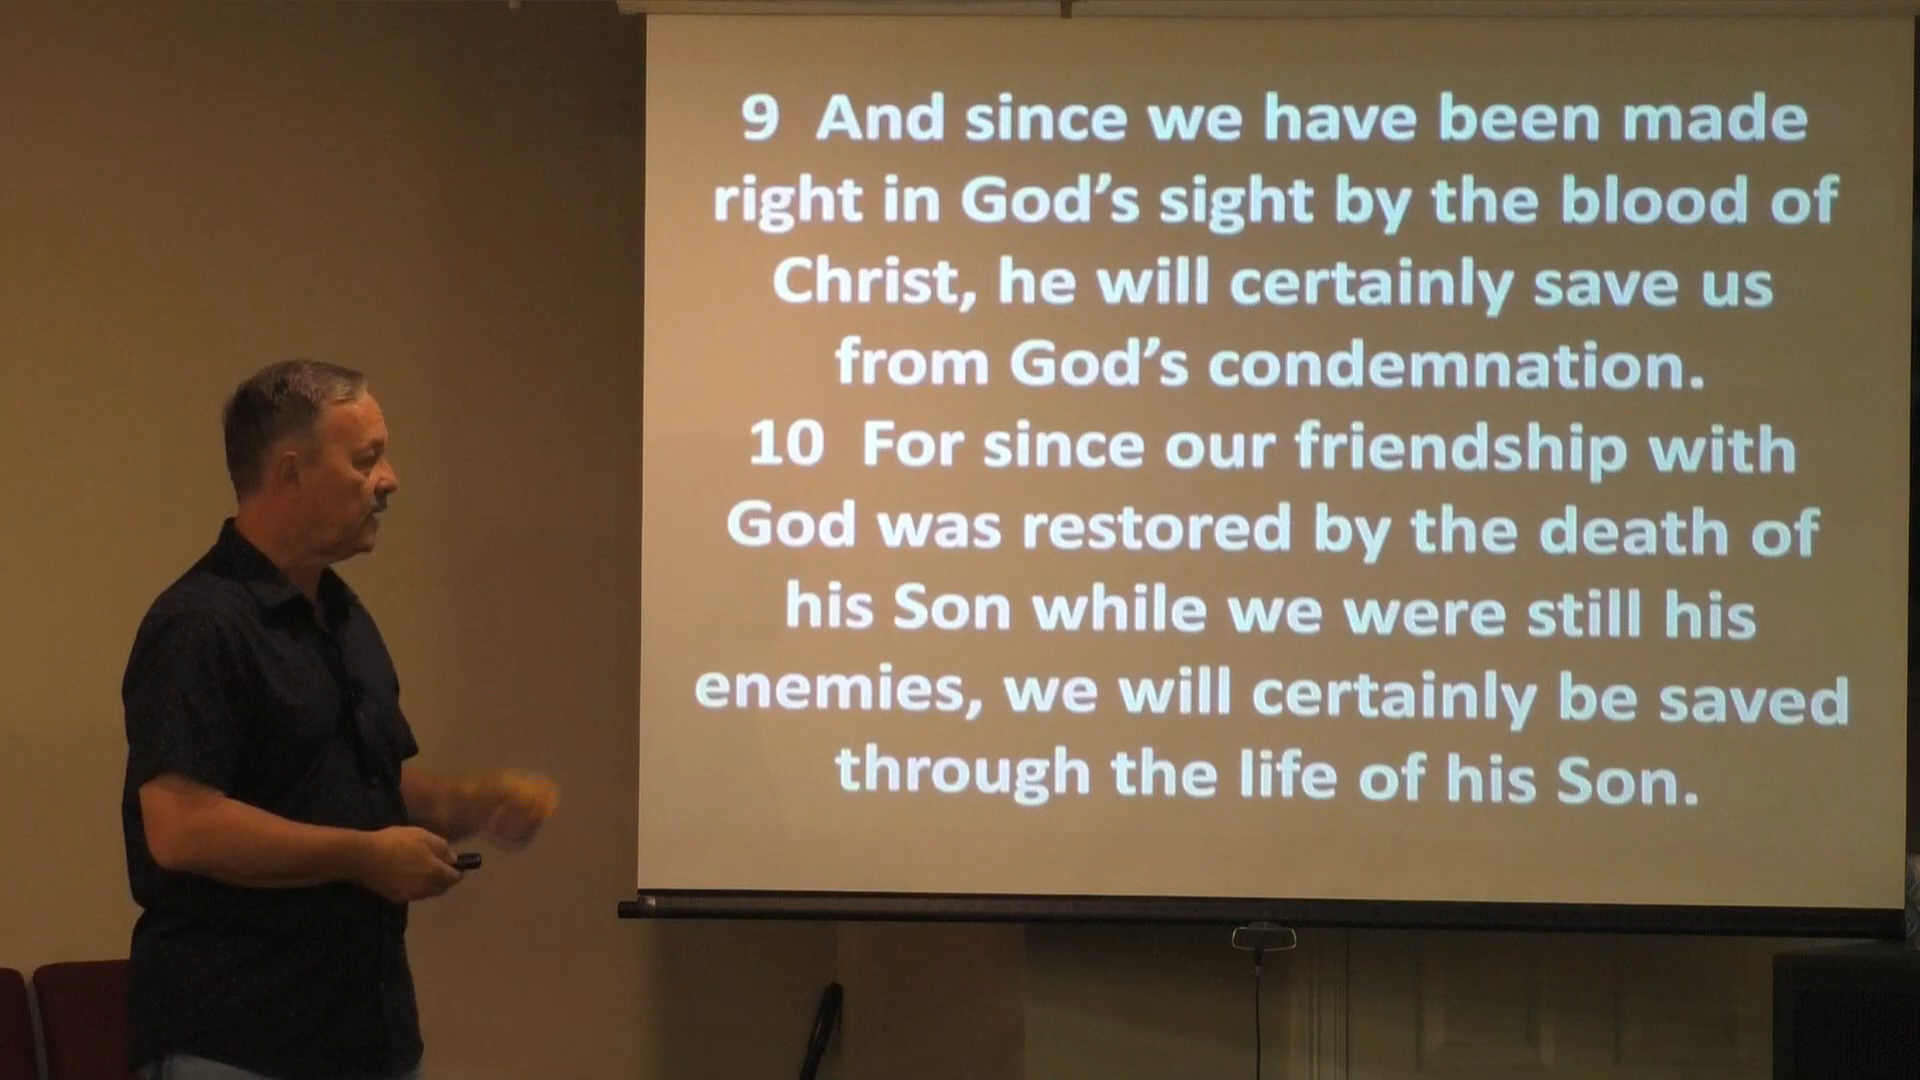 9 And since we have been made
right in God’s sight by the blood of
Christ, he will certainly save us
from God’s condemnation.
10 For since our friendship with
God was restored by the death of
his Son while we were still his
enemies, we will certainly be saved
through the life of his Son.